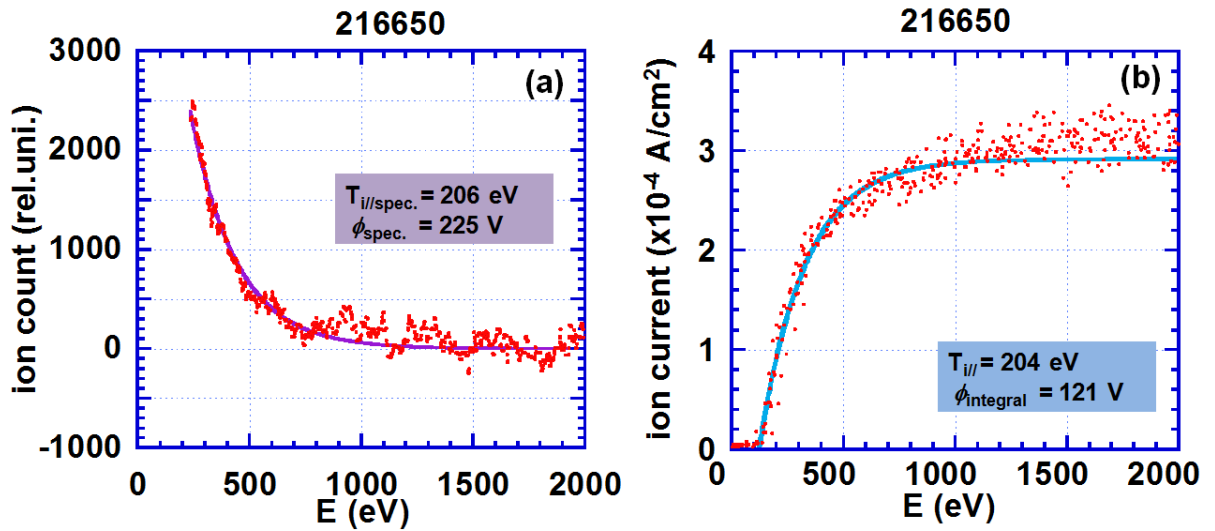 216650
3000
2000
1000
0
-1000
ion count (rel.uni.)
(a)
T_i//spec. = 206 eV
ϕ_spec. = 225 V
0 500 1000 1500 2000
E (eV)
216650
4
3
2
1
0
ion current (x10⁻⁴ A/cm²)
(b)
T_i// = 204 eV
ϕ_integral = 121 V
0 500 1000 1500 2000
E (eV)